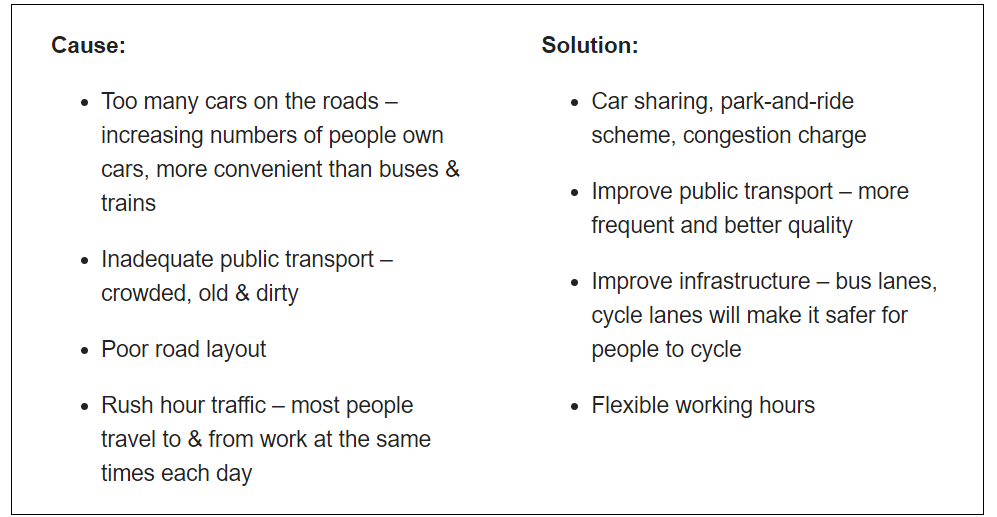 Cause:
• Too many cars on the roads –
increasing numbers of people own
cars, more convenient than buses &
trains
• Inadequate public transport –
crowded, old & dirty
• Poor road layout
• Rush hour traffic – most people
travel to & from work at the same
times each day
Solution:
• Car sharing, park-and-ride
scheme, congestion charge
• Improve public transport – more
frequent and better quality
• Improve infrastructure – bus lanes,
cycle lanes will make it safer for
people to cycle
• Flexible working hours